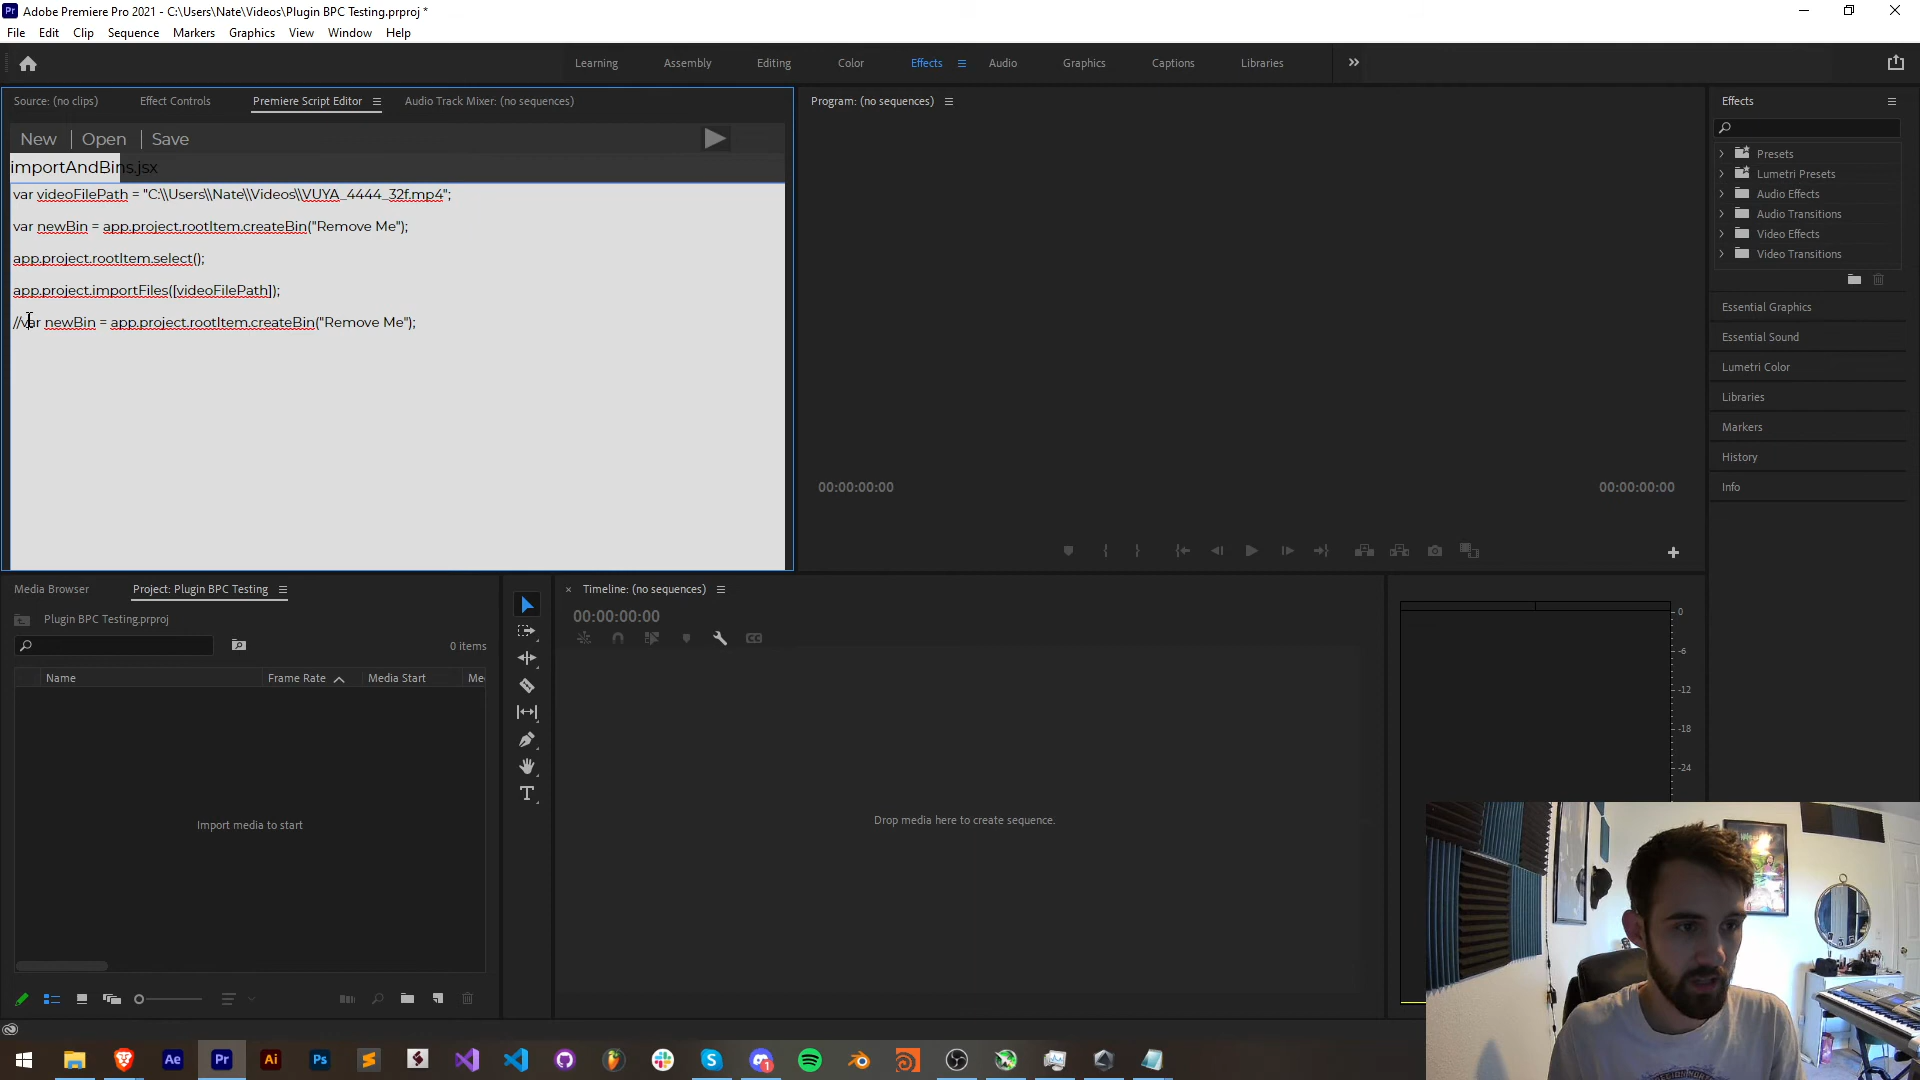 Adobe Premiere Pro 2021 - C:\Users\Nate\Videos\Plugin BPC Testing.prproj *
File Edit Clip Sequence Markers Graphics View Window Help
Learning Assembly Editing Color Effects Audio Graphics Captions Libraries
Source: (no clips) Effect Controls Premiere Script Editor Audio Track Mixer: (no sequences)
Program: (no sequences)
Effects
New | Open | Save
importAndBins.jsx
var videoFilePath = "C:\\Users\\Nate\\Videos\\VUYA_4444_32f.mp4";
var newBin = app.project.rootItem.createBin("Remove Me");
app.project.rootItem.select();
app.project.importFiles([videoFilePath]);
//var newBin = app.project.rootItem.createBin("Remove Me");
00:00:00:00
00:00:00:00
Presets
Lumetri Presets
Audio Effects
Audio Transitions
Video Effects
Video Transitions
Essential Graphics
Essential Sound
Lumetri Color
Libraries
Markers
History
Info
Media Browser Project: Plugin BPC Testing
Plugin BPC Testing.prproj
0 items
Name Frame Rate Media Start Me
Import media to start
Timeline: (no sequences)
00:00:00:00
Drop media here to create sequence.
0
-6
-12
-18
-24